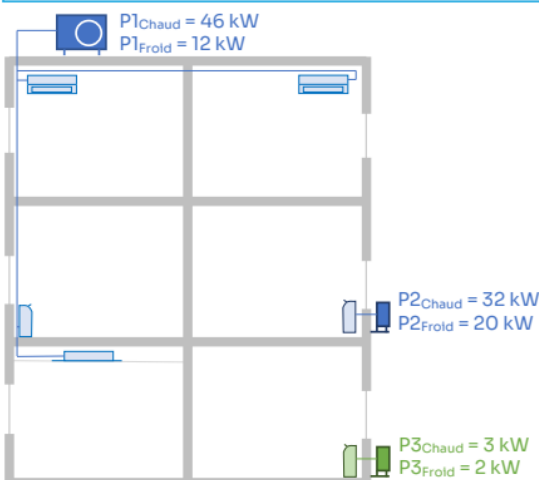 P1Chaud = 46 kW
P1Froid = 12 kW
P2Chaud = 32 kW
P2Froid = 20 kW
P3Chaud = 3 kW
P3Froid = 2 kW